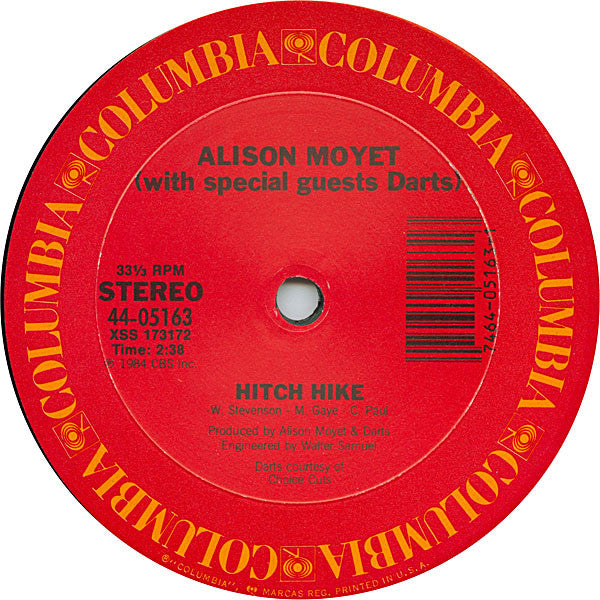 COLUMBIA COLUMBIA COLUMBIA COLUMBIA COLUMBIA COLUMBIA
ALISON MOYET
(with special guests Darts)
33⅓ RPM
STEREO
44-05163
XSS 173172
Time: 2:38
℗ 1984 CBS Inc.
7464-05163-1
HITCH HIKE
W. Stevenson - M. Gaye - C. Paul
Produced by Alison Moyet & Darts
Engineered by Walter Samuel
Darts courtesy of
Choice Cuts
® "COLUMBIA", MARCAS REG. PRINTED IN U.S.A.